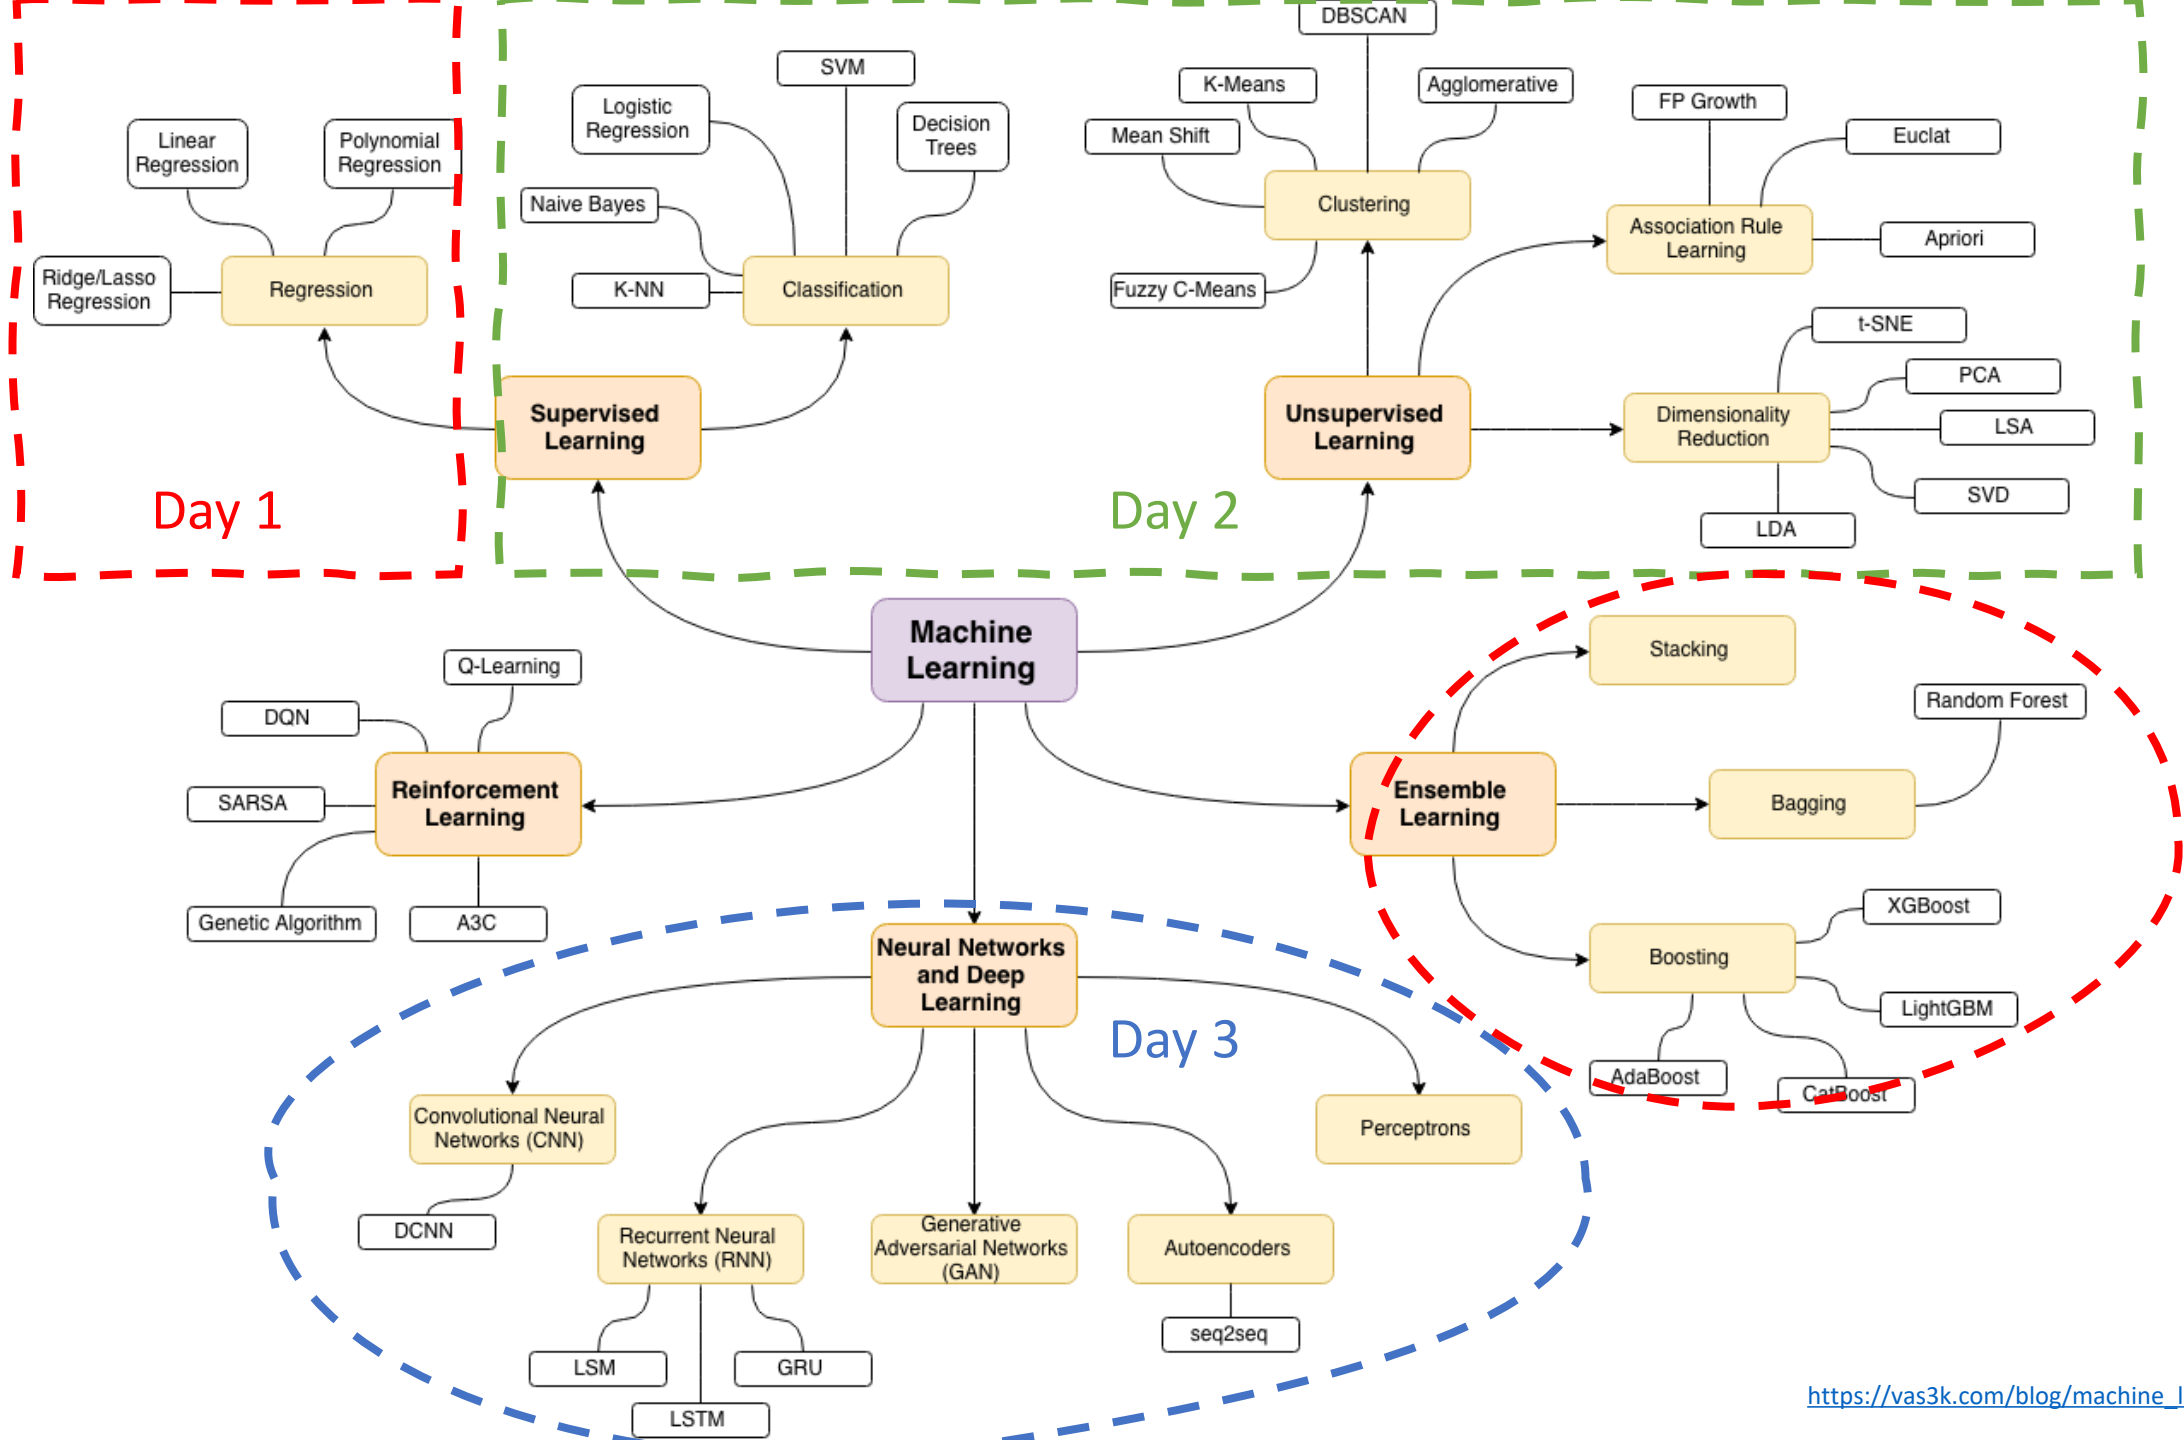 DBSCAN
SVM
K-Means
Agglomerative
Logistic
Regression
FP Growth
Linear
Regression
Polynomial
Regression
Decision
Trees
Mean Shift
Euclat
Naive Bayes
Clustering
Association Rule
Learning
Apriori
Ridge/Lasso
Regression
Regression
K-NN
Classification
Fuzzy C-Means
t-SNE
PCA
Supervised
Learning
Unsupervised
Learning
Dimensionality
Reduction
LSA
SVD
LDA
Day 1
Day 2
Machine
Learning
Stacking
Q-Learning
DQN
Random Forest
Reinforcement
Learning
SARSA
Ensemble
Learning
Bagging
Genetic Algorithm
A3C
XGBoost
Neural Networks
and Deep
Learning
Boosting
LightGBM
Day 3
AdaBoost
CatBoost
Convolutional Neural
Networks (CNN)
Perceptrons
DCNN
Recurrent Neural
Networks (RNN)
Generative
Adversarial Networks
(GAN)
Autoencoders
seq2seq
LSM
GRU
LSTM
https://vas3k.com/blog/machine_l